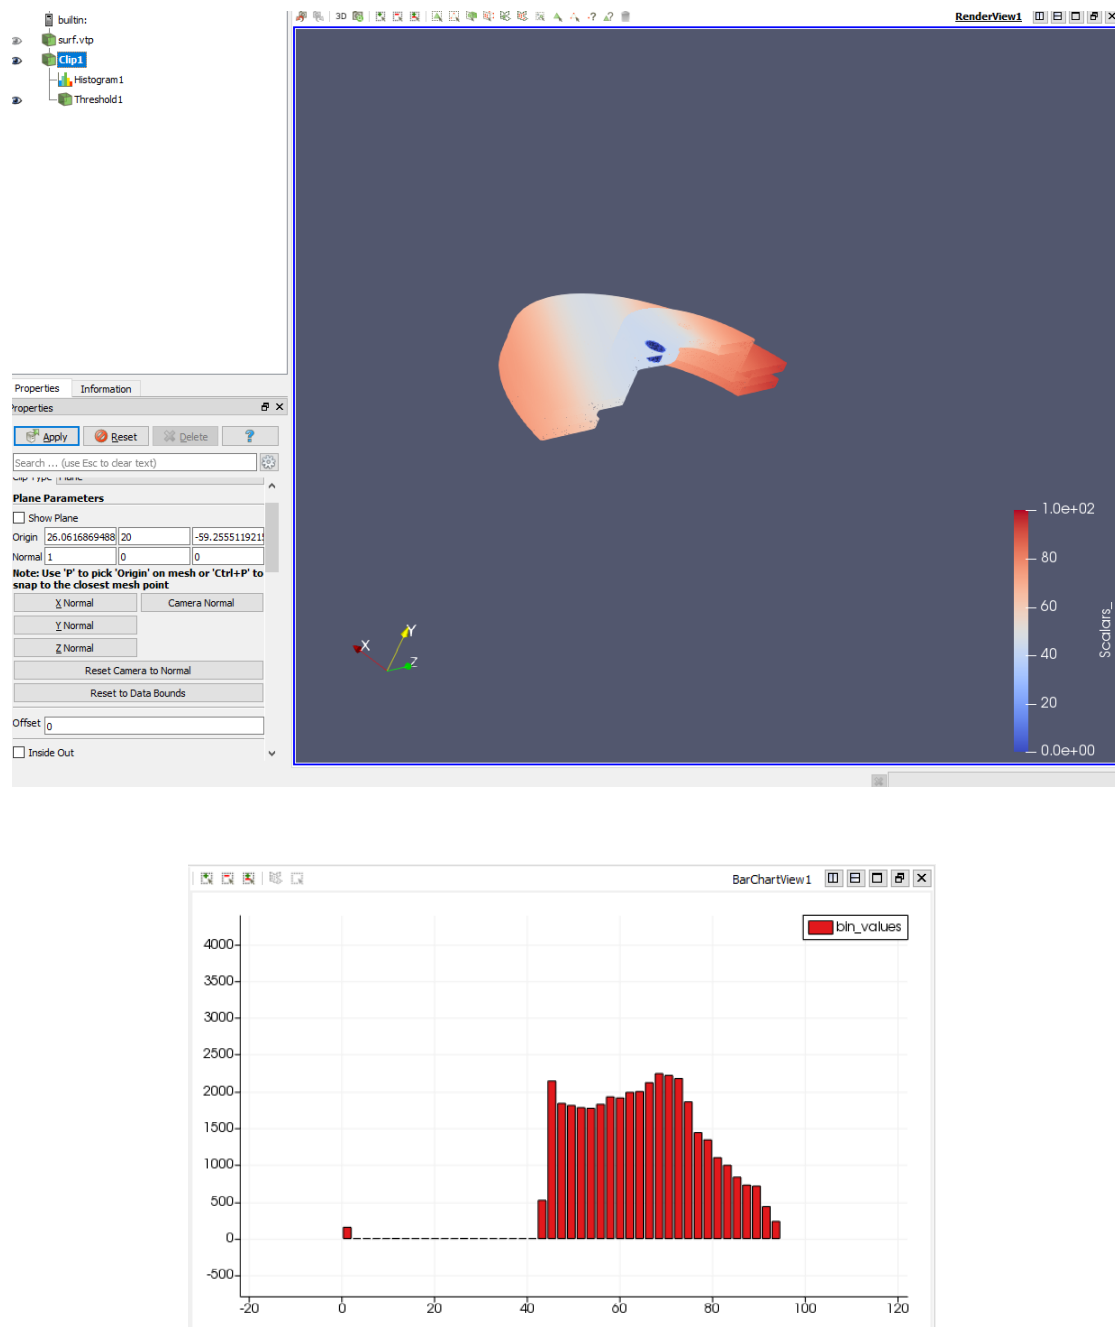 builtin:
3D
RenderView1
surf.vtp
Clip1
Histogram1
Threshold1
Properties Information
Properties
Apply Reset Delete ?
Search ... (use Esc to clear text)
Clip Type Plane
Plane Parameters
Show Plane
Origin 26.0616869488 20 -59.2555119215
Normal 1 0 0
Note: Use 'P' to pick 'Origin' on mesh or 'Ctrl+P' to
snap to the closest mesh point
X Normal Camera Normal
Y Normal
Z Normal
Reset Camera to Normal
Reset to Data Bounds
Offset 0
Inside Out
X
Y
Z
1.0e+02
80
60
40
20
0.0e+00
Scalars_
BarChartView1
bin_values
4000
3500
3000
2500
2000
1500
1000
500
0
-500
-20 0 20 40 60 80 100 120